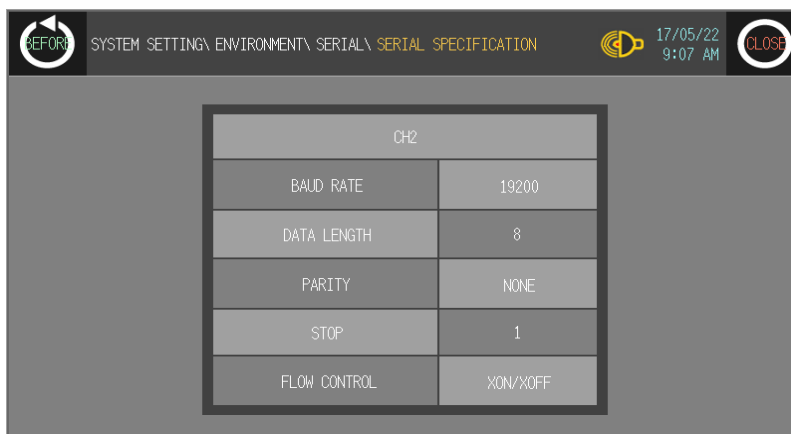 BEFORE SYSTEM SETTING\ ENVIRONMENT\ SERIAL\ SERIAL SPECIFICATION 17/05/22 CLOSE
9:07 AM
CH2
BAUD RATE 19200
DATA LENGTH 8
PARITY NONE
STOP 1
FLOW CONTROL XON/XOFF